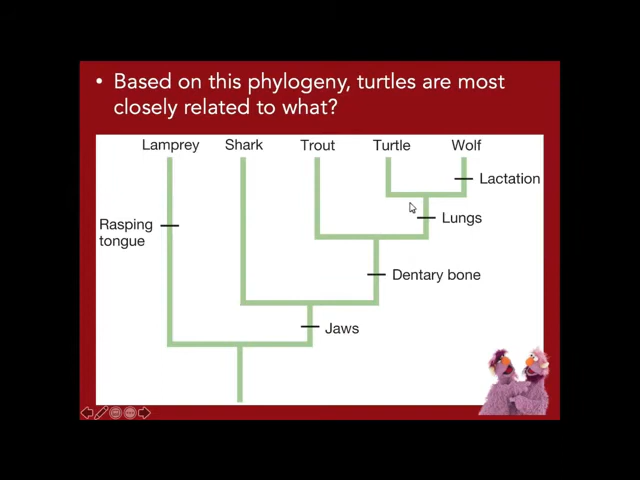 • Based on this phylogeny, turtles are most
closely related to what?
Lamprey Shark Trout Turtle Wolf
Lactation
Lungs
Rasping
tongue
Dentary bone
Jaws